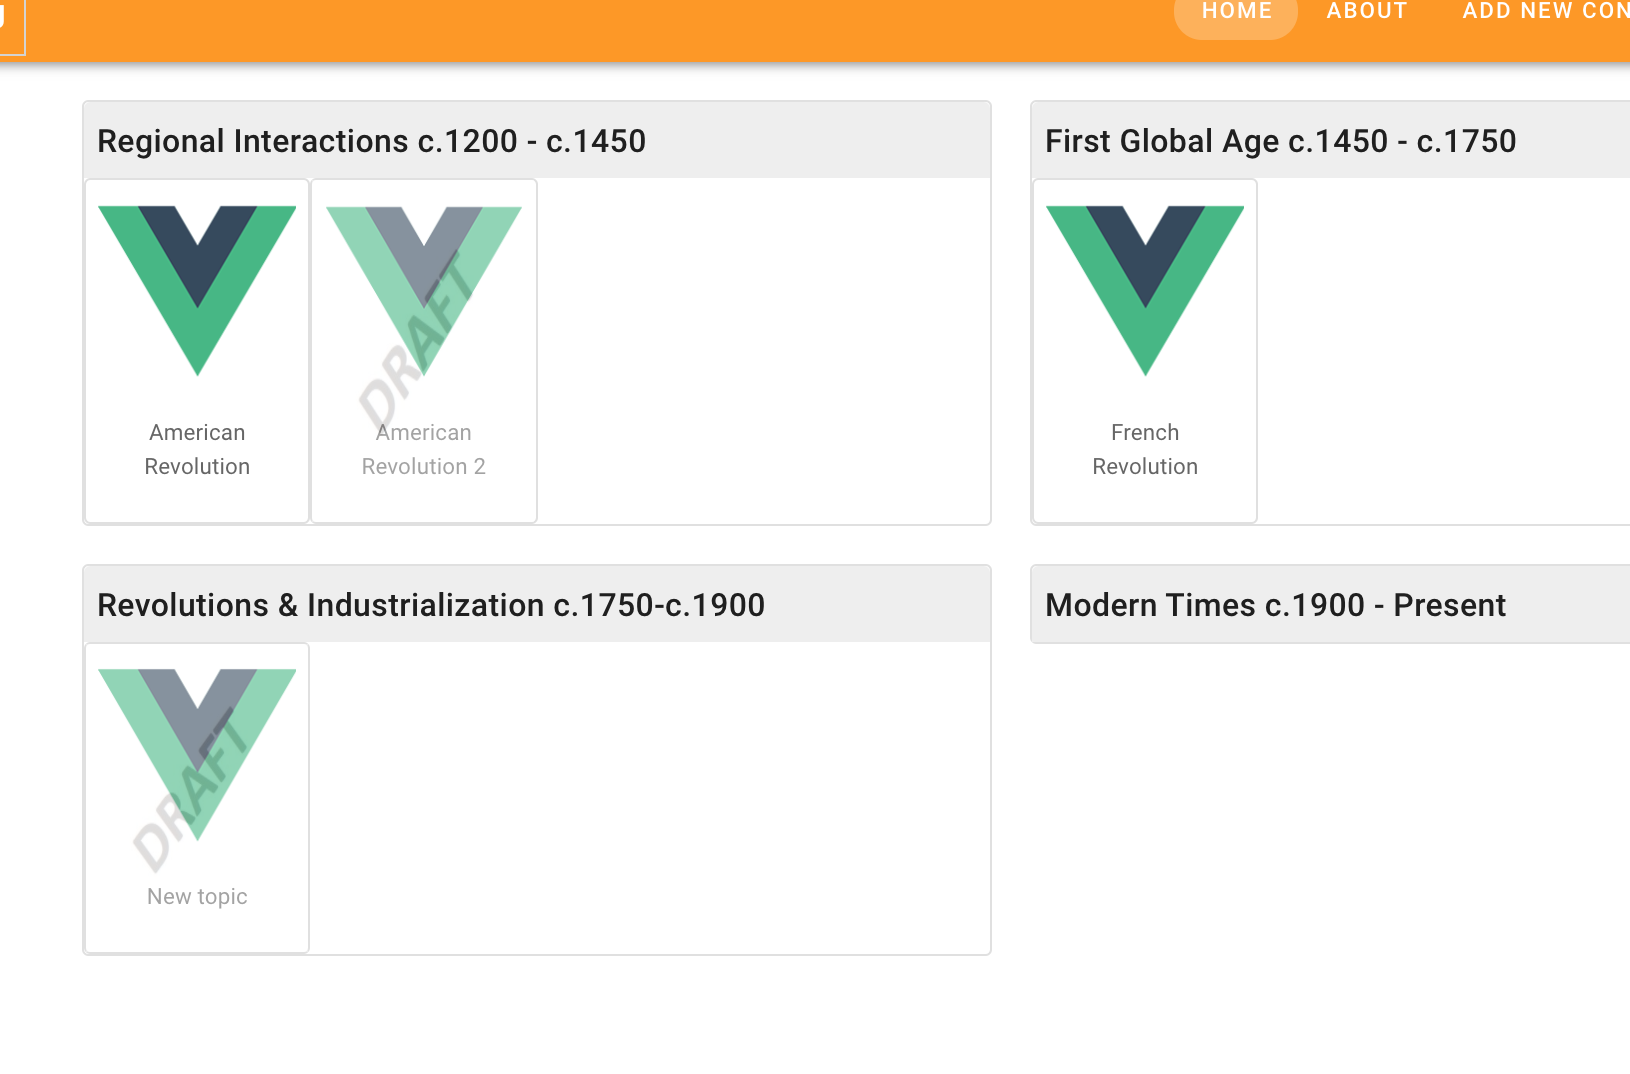 HOME
ABOUT
ADD NEW CON
Regional Interactions c.1200 - c.1450
American
Revolution
DRAFT
American
Revolution 2
First Global Age c.1450 - c.1750
French
Revolution
Revolutions & Industrialization c.1750-c.1900
DRAFT
New topic
Modern Times c.1900 - Present